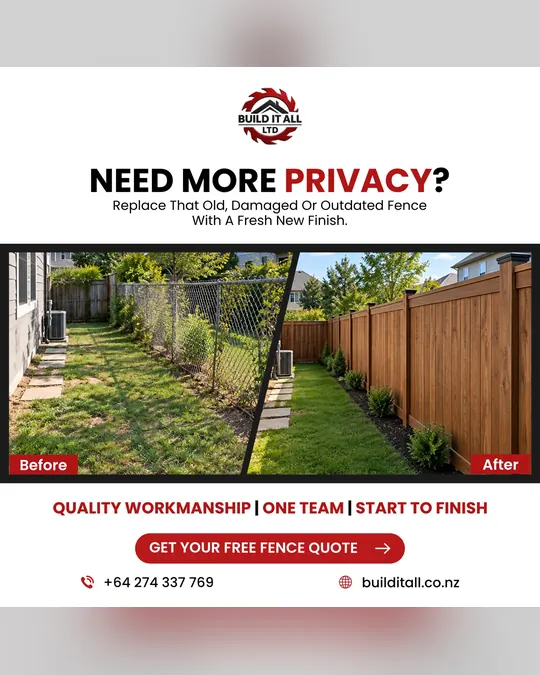 BUILD IT ALL
LTD
NEED MORE PRIVACY?
Replace That Old, Damaged Or Outdated Fence
With A Fresh New Finish.
Before
After
QUALITY WORKMANSHIP | ONE TEAM | START TO FINISH
GET YOUR FREE FENCE QUOTE
+64 274 337 769
builditall.co.nz